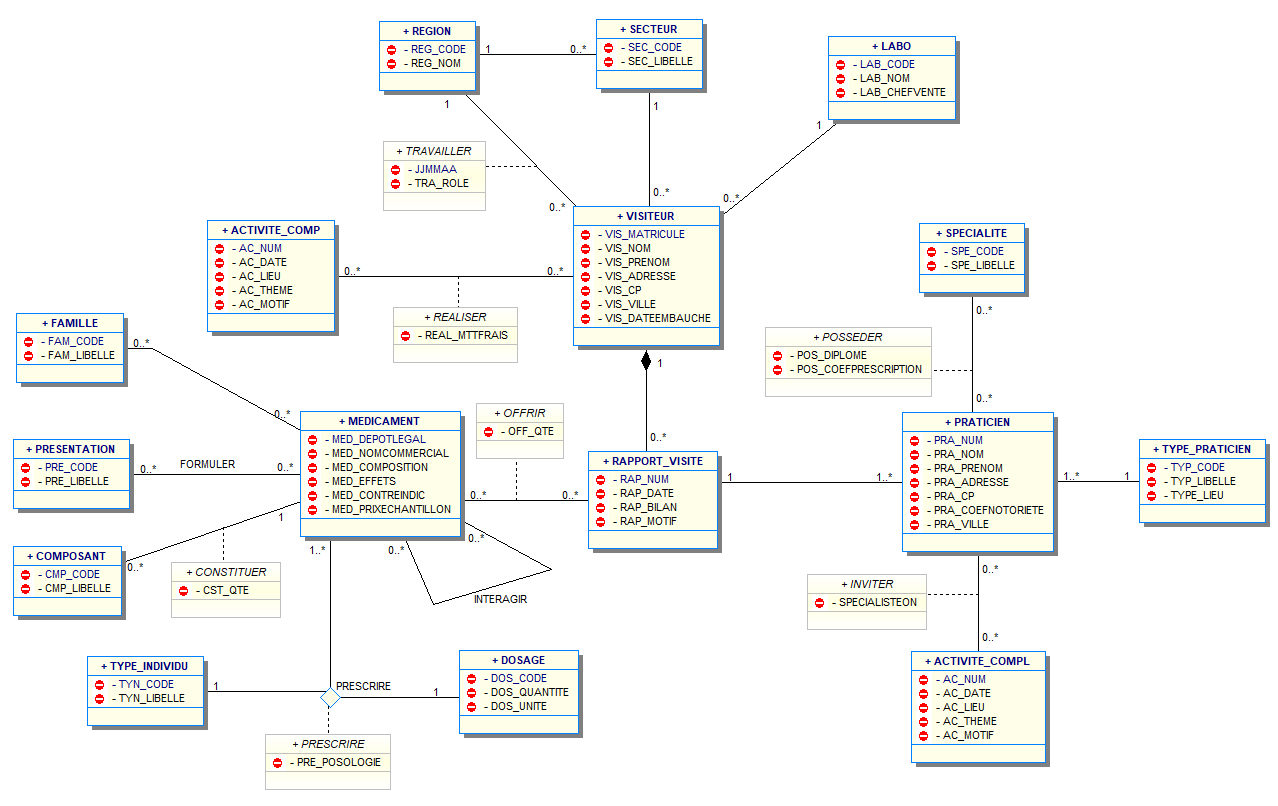 + REGION
- REG_CODE
- REG_NOM
1
0..*
+ SECTEUR
- SEC_CODE
- SEC_LIBELLE
+ LABO
- LAB_CODE
- LAB_NOM
- LAB_CHEFVENTE
1
1
1
+ TRAVAILLER
- JJMMAA
- TRA_ROLE
0..*
0..*
0..*
+ VISITEUR
- VIS_MATRICULE
- VIS_NOM
- VIS_PRENOM
- VIS_ADRESSE
- VIS_CP
- VIS_VILLE
- VIS_DATEEMBAUCHE
+ ACTIVITE_COMP
- AC_NUM
- AC_DATE
- AC_LIEU
- AC_THEME
- AC_MOTIF
0..*
0..*
+ REALISER
- REAL_MTTFRAIS
+ SPECIALITE
- SPE_CODE
- SPE_LIBELLE
0..*
+ POSSEDER
- POS_DIPLOME
- POS_COEFPRESCRIPTION
0..*
+ FAMILLE
- FAM_CODE
- FAM_LIBELLE
0..*
0..*
1
0..*
+ MEDICAMENT
- MED_DEPOTLEGAL
- MED_NOMCOMMERCIAL
- MED_COMPOSITION
- MED_EFFETS
- MED_CONTREINDIC
- MED_PRIXECHANTILLON
+ OFFRIR
- OFF_QTE
0..*
0..*
+ RAPPORT_VISITE
- RAP_NUM
- RAP_DATE
- RAP_BILAN
- RAP_MOTIF
1
1..*
+ PRATICIEN
- PRA_NUM
- PRA_NOM
- PRA_PRENOM
- PRA_ADRESSE
- PRA_CP
- PRA_COEFNOTORIETE
- PRA_VILLE
1..*
1
+ TYPE_PRATICIEN
- TYP_CODE
- TYP_LIBELLE
- TYPE_LIEU
+ PRESENTATION
- PRE_CODE
- PRE_LIBELLE
0..*
FORMULER
0..*
1
0..*
+ COMPOSANT
- CMP_CODE
- CMP_LIBELLE
+ CONSTITUER
- CST_QTE
1..*
0..*
0..*
INTERAGIR
0..*
+ INVITER
- SPECIALISTEON
0..*
+ ACTIVITE_COMPL
- AC_NUM
- AC_DATE
- AC_LIEU
- AC_THEME
- AC_MOTIF
+ TYPE_INDIVIDU
- TYN_CODE
- TYN_LIBELLE
1
PRESCRIRE
1
+ DOSAGE
- DOS_CODE
- DOS_QUANTITE
- DOS_UNITE
+ PRESCRIRE
- PRE_POSOLOGIE